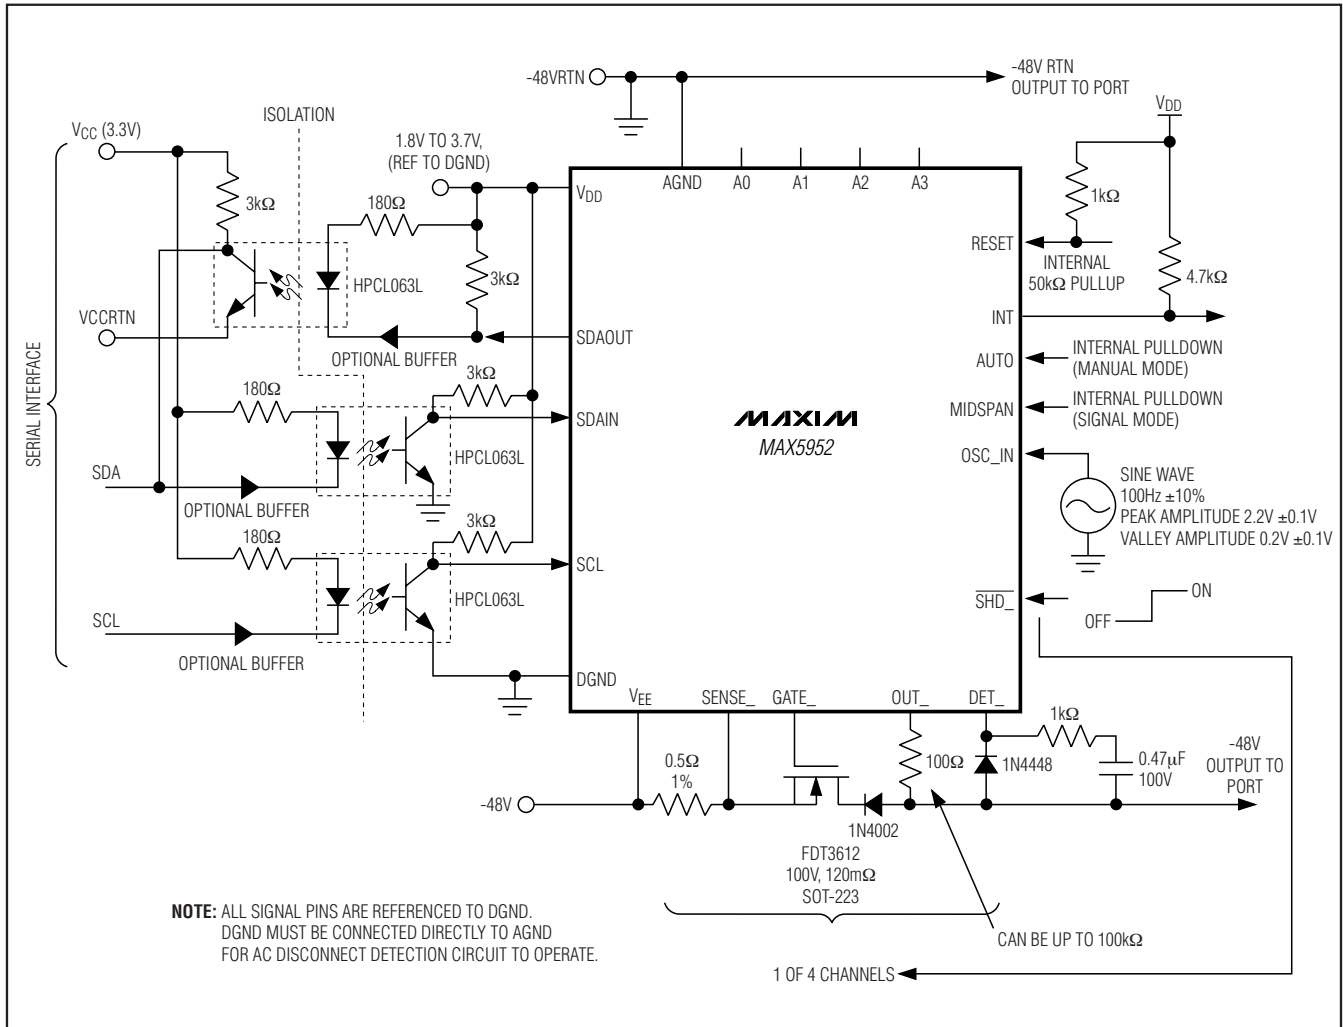 -48VRTN
-48V RTN
OUTPUT TO PORT
ISOLATION
VCC (3.3V)
1.8V TO 3.7V,
(REF TO DGND)
VDD
3kΩ
180Ω
HPCL063L
3kΩ
VDD
AGND
A0
A1
A2
A3
1kΩ
RESET
INTERNAL
50kΩ PULLUP
4.7kΩ
VCCRTN
OPTIONAL BUFFER
SDAOUT
INT
SERIAL INTERFACE
180Ω
3kΩ
AUTO
INTERNAL PULLDOWN
(MANUAL MODE)
SDAIN
MAXIM
MAX5952
MIDSPAN
INTERNAL PULLDOWN
(SIGNAL MODE)
HPCL063L
SDA
OPTIONAL BUFFER
OSC_IN
SINE WAVE
100Hz ±10%
PEAK AMPLITUDE 2.2V ±0.1V
VALLEY AMPLITUDE 0.2V ±0.1V
180Ω
3kΩ
SCL
HPCL063L
SCL
OPTIONAL BUFFER
SHD_
OFF
ON
DGND
VEE
SENSE_
GATE_
OUT_
DET_
0.5Ω
1%
100Ω
1N4448
1kΩ
0.47µF
100V
-48V
OUTPUT TO
PORT
-48V
1N4002
FDT3612
100V, 120mΩ
SOT-223
CAN BE UP TO 100kΩ
1 OF 4 CHANNELS
NOTE: ALL SIGNAL PINS ARE REFERENCED TO DGND.
DGND MUST BE CONNECTED DIRECTLY TO AGND
FOR AC DISCONNECT DETECTION CIRCUIT TO OPERATE.